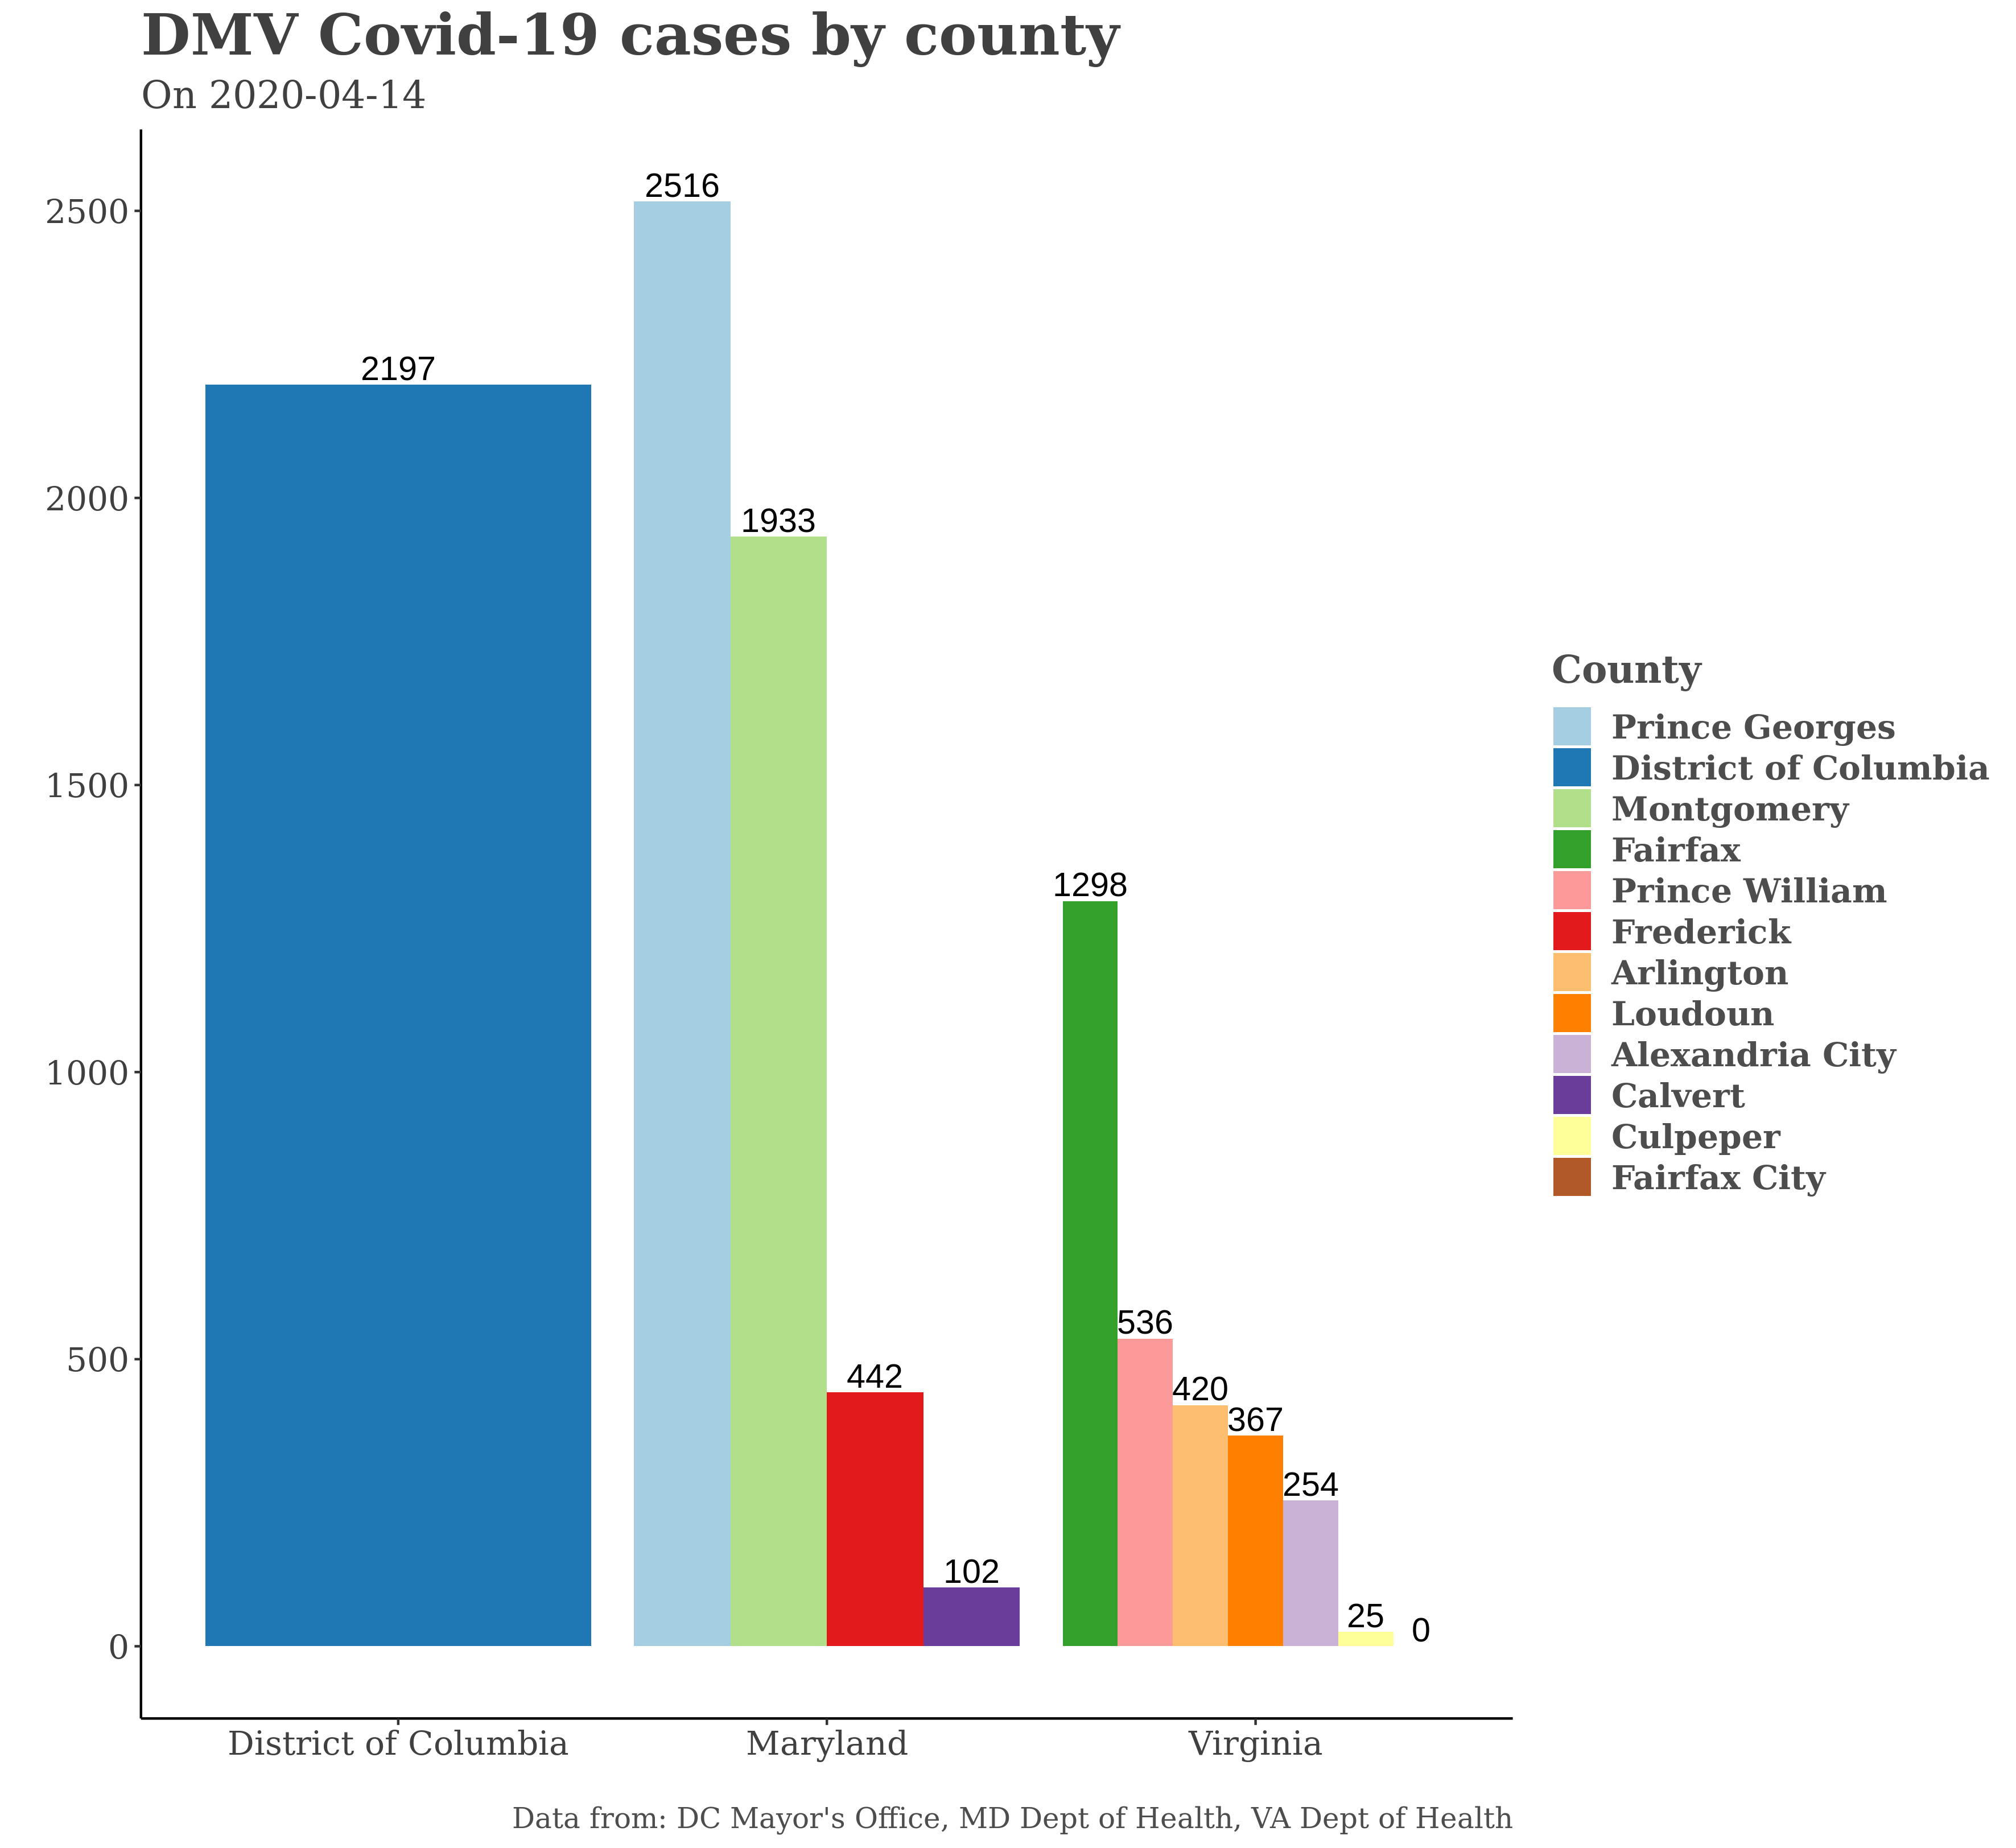 DMV Covid-19 cases by county
On 2020-04-14
2500
2000
1500
1000
500
0
2197
2516
1933
442
102
1298
536
420
367
254
25
0
District of Columbia
Maryland
Virginia
County
Prince Georges
District of Columbia
Montgomery
Fairfax
Prince William
Frederick
Arlington
Loudoun
Alexandria City
Calvert
Culpeper
Fairfax City
Data from: DC Mayor's Office, MD Dept of Health, VA Dept of Health